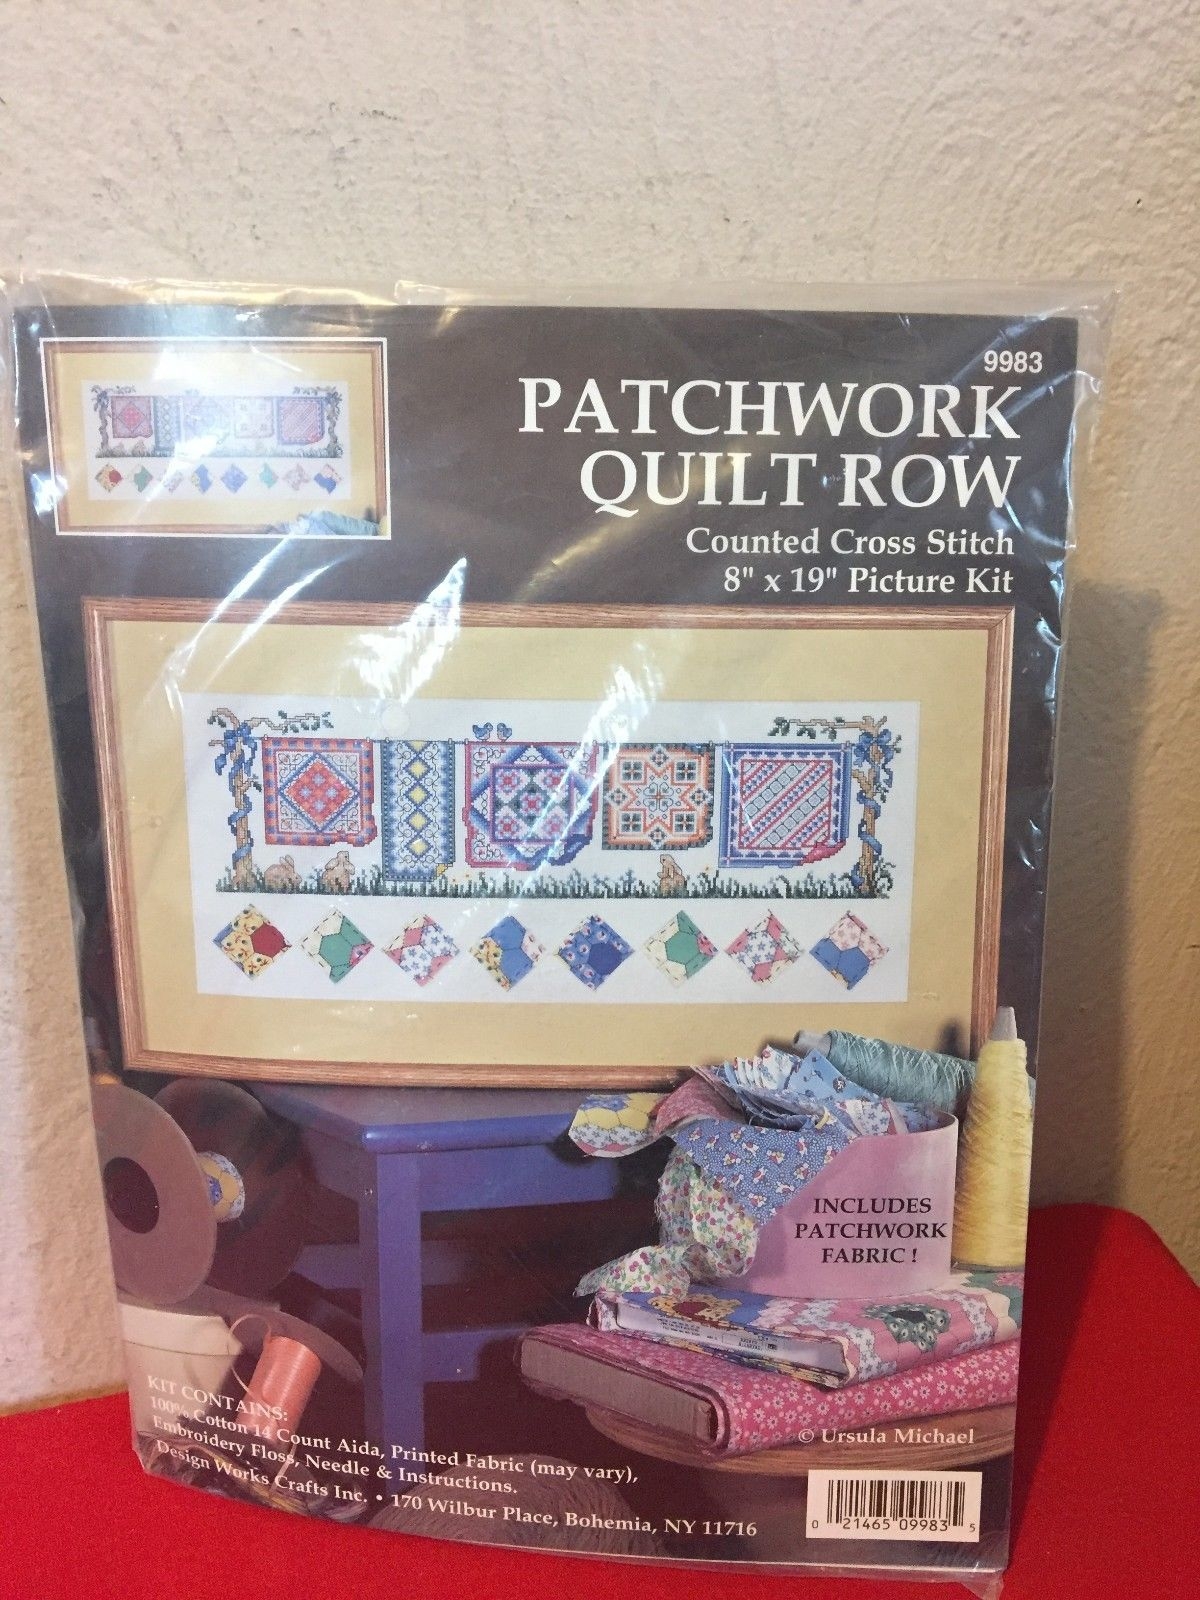 9983
PATCHWORK
QUILT ROW
Counted Cross Stitch
8" x 19" Picture Kit
INCLUDES
PATCHWORK
FABRIC !
KIT CONTAINS:
100% Cotton 14 Count Aida, Printed Fabric (may vary),
Embroidery Floss, Needle & Instructions.
Design Works Crafts Inc. • 170 Wilbur Place, Bohemia, NY 11716
© Ursula Michael
0 21465 09983 5